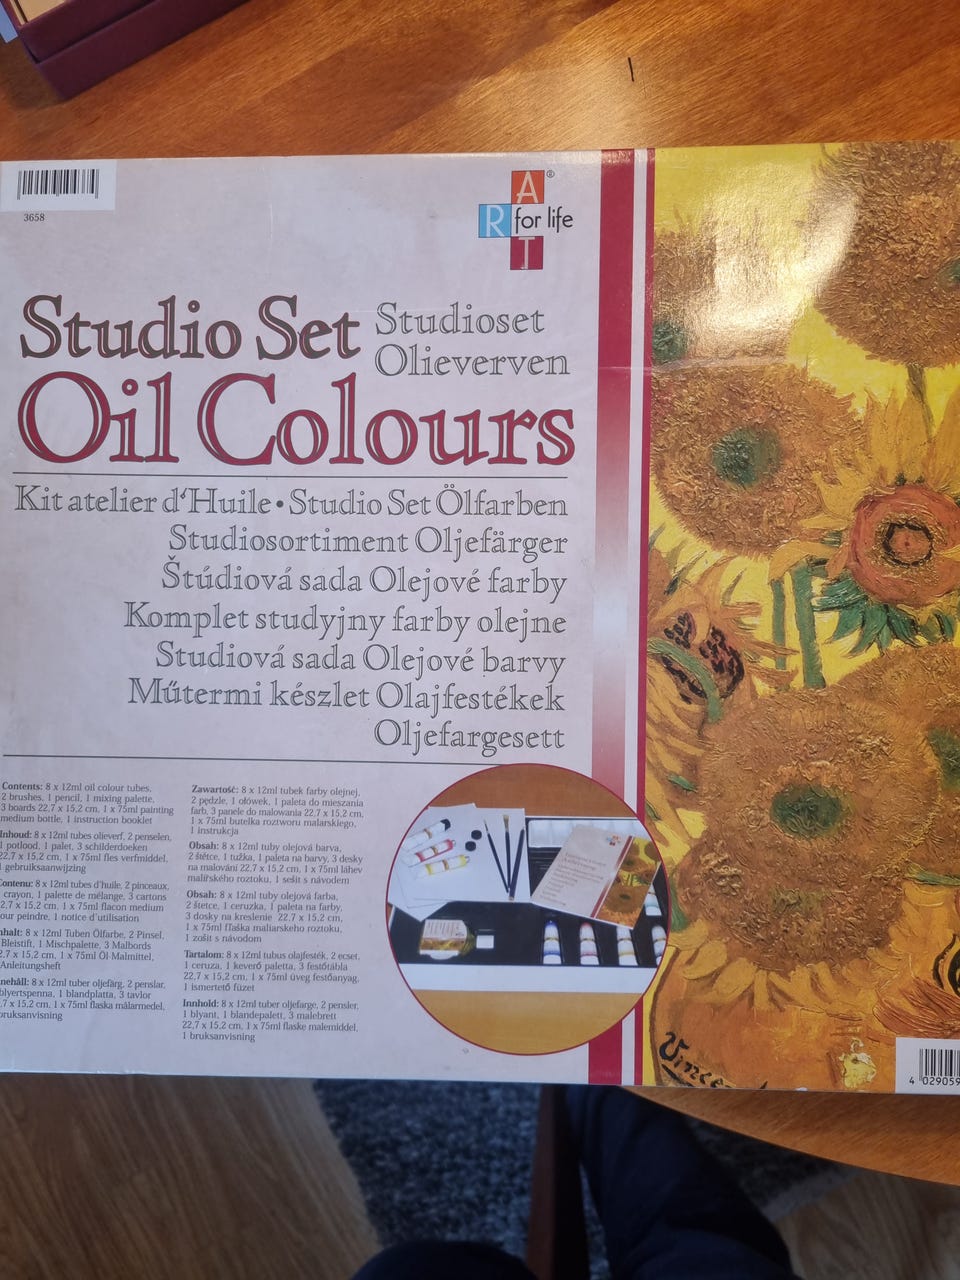 3658
A®
R for life
T
Studio Set
Studioset
Olieverven
Oil Colours
Kit atelier d'Huile • Studio Set Ölfarben
Studiosortiment Oljefärger
Štúdiová sada Olejové farby
Komplet studyjny farby olejne
Studiová sada Olejové barvy
Műtermi készlet Olajfestékek
Oljefargesett
Contents: 8 x 12ml oil colour tubes,
2 brushes, 1 pencil, 1 mixing palette,
3 boards 22,7 x 15,2 cm, 1 x 75ml painting
medium bottle, 1 instruction booklet
Inhoud: 8 x 12ml tubes olieverf, 2 penselen,
1 potlood, 1 palet, 3 schilderdoeken
22,7 x 15,2 cm, 1 x 75ml fles verfmiddel,
1 gebruiksaanwijzing
Contenu: 8 x 12ml tubes d'huile, 2 pinceaux,
crayon, 1 palette de mélange, 3 cartons
2,7 x 15,2 cm, 1 x 75ml flacon medium
our peindre, 1 notice d'utilisation
nhalt: 8 x 12ml Tuben Ölfarbe, 2 Pinsel,
Bleistift, 1 Mischpalette, 3 Malbords
2,7 x 15,2 cm, 1 x 75ml Öl-Malmittel,
Anleitungsheft
nehåll: 8 x 12ml tuber oljefärg, 2 penslar,
blyertspenna, 1 blandplatta, 3 tavlor
,7 x 15,2 cm, 1 x 75ml flaska målarmedel,
bruksanvisning
Zawartość: 8 x 12ml tubek farby olejnej,
2 pędzle, 1 ołówek, 1 paleta do mieszania
farb, 3 panele do malowania 22,7 x 15,2 cm,
1 x 75ml butelka roztworu malarskiego,
1 instrukcja
Obsah: 8 x 12ml tuby olejová barva,
2 štětce, 1 tužka, 1 paleta na barvy, 3 desky
na malování 22,7 x 15,2 cm, 1 x 75ml láhev
malířského roztoku, 1 sešit s návodem
Obsah: 8 x 12ml tuby olejová farba,
2 štetce, 1 ceruzka, 1 paleta na farby,
3 dosky na kreslenie 22,7 x 15,2 cm,
1 x 75ml fľaška maliarskeho roztoku,
1 zošit s návodom
Tartalom: 8 x 12ml tubus olajfesték, 2 ecset,
1 ceruza, 1 keverő paletta, 3 festőtábla
22,7 x 15,2 cm, 1 x 75ml üveg festőanyag,
1 ismertető füzet
Innhold: 8 x 12ml tuber oljefarge, 2 pensler,
1 blyant, 1 blandepalett, 3 malebrett
22,7 x 15,2 cm, 1 x 75ml flaske malemiddel,
1 bruksanvisning
Vince
4 029059